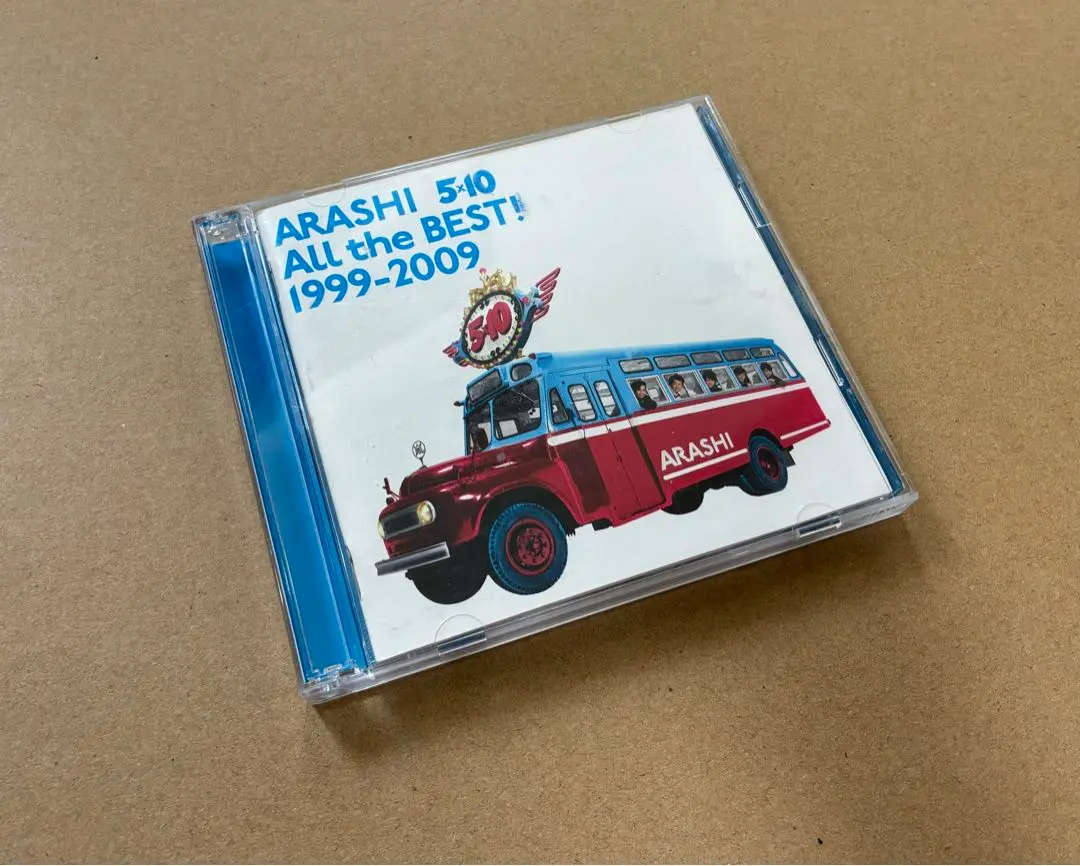 ARASHI 5×10
All the BEST!
1999-2009
5×10
ARASHI